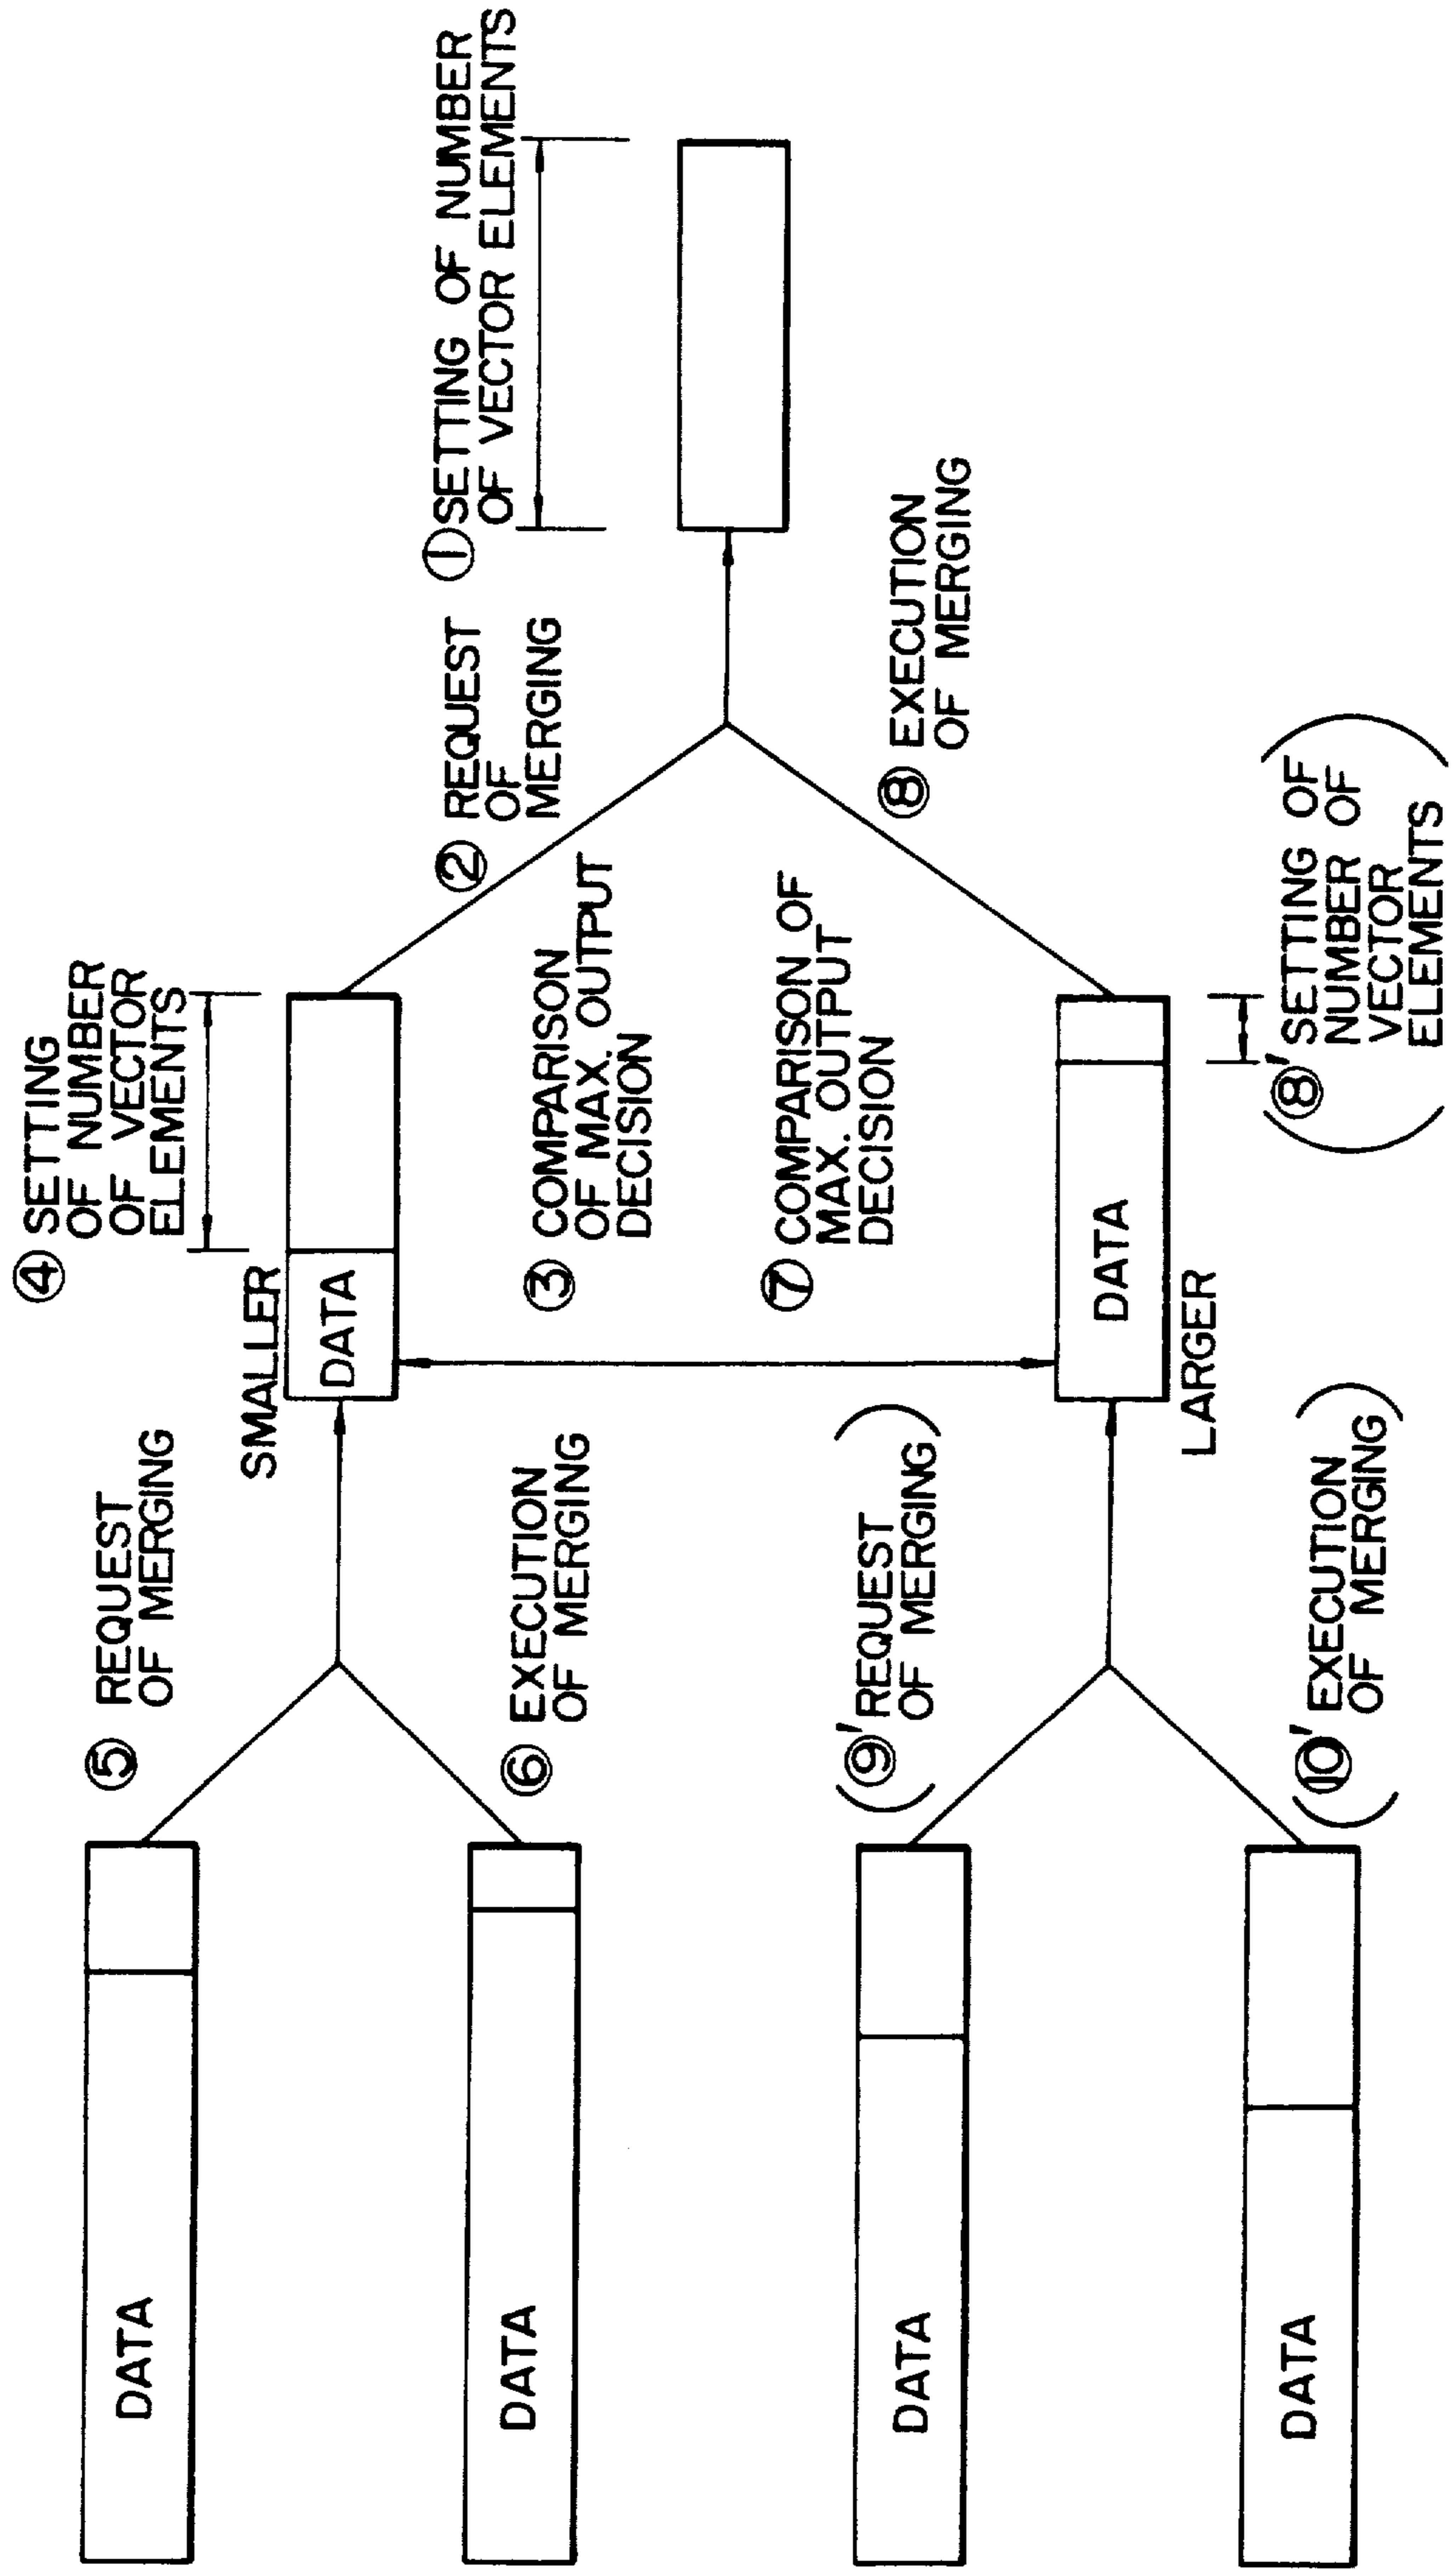 ④ SETTING
OF NUMBER
OF VECTOR
ELEMENTS
① SETTING OF NUMBER
OF VECTOR ELEMENTS
⑤ REQUEST
OF MERGING
SMALLER
② REQUEST
OF
MERGING
DATA
DATA
⑥ EXECUTION
OF MERGING
③ COMPARISON
OF MAX. OUTPUT
DECISION
DATA
⑦ COMPARISON OF
MAX. OUTPUT
DECISION
⑧ EXECUTION
OF MERGING
(⑨' REQUEST
OF MERGING)
DATA
DATA
LARGER
(⑧' SETTING OF
NUMBER OF
VECTOR
ELEMENTS)
(⑩' EXECUTION
OF MERGING)
DATA